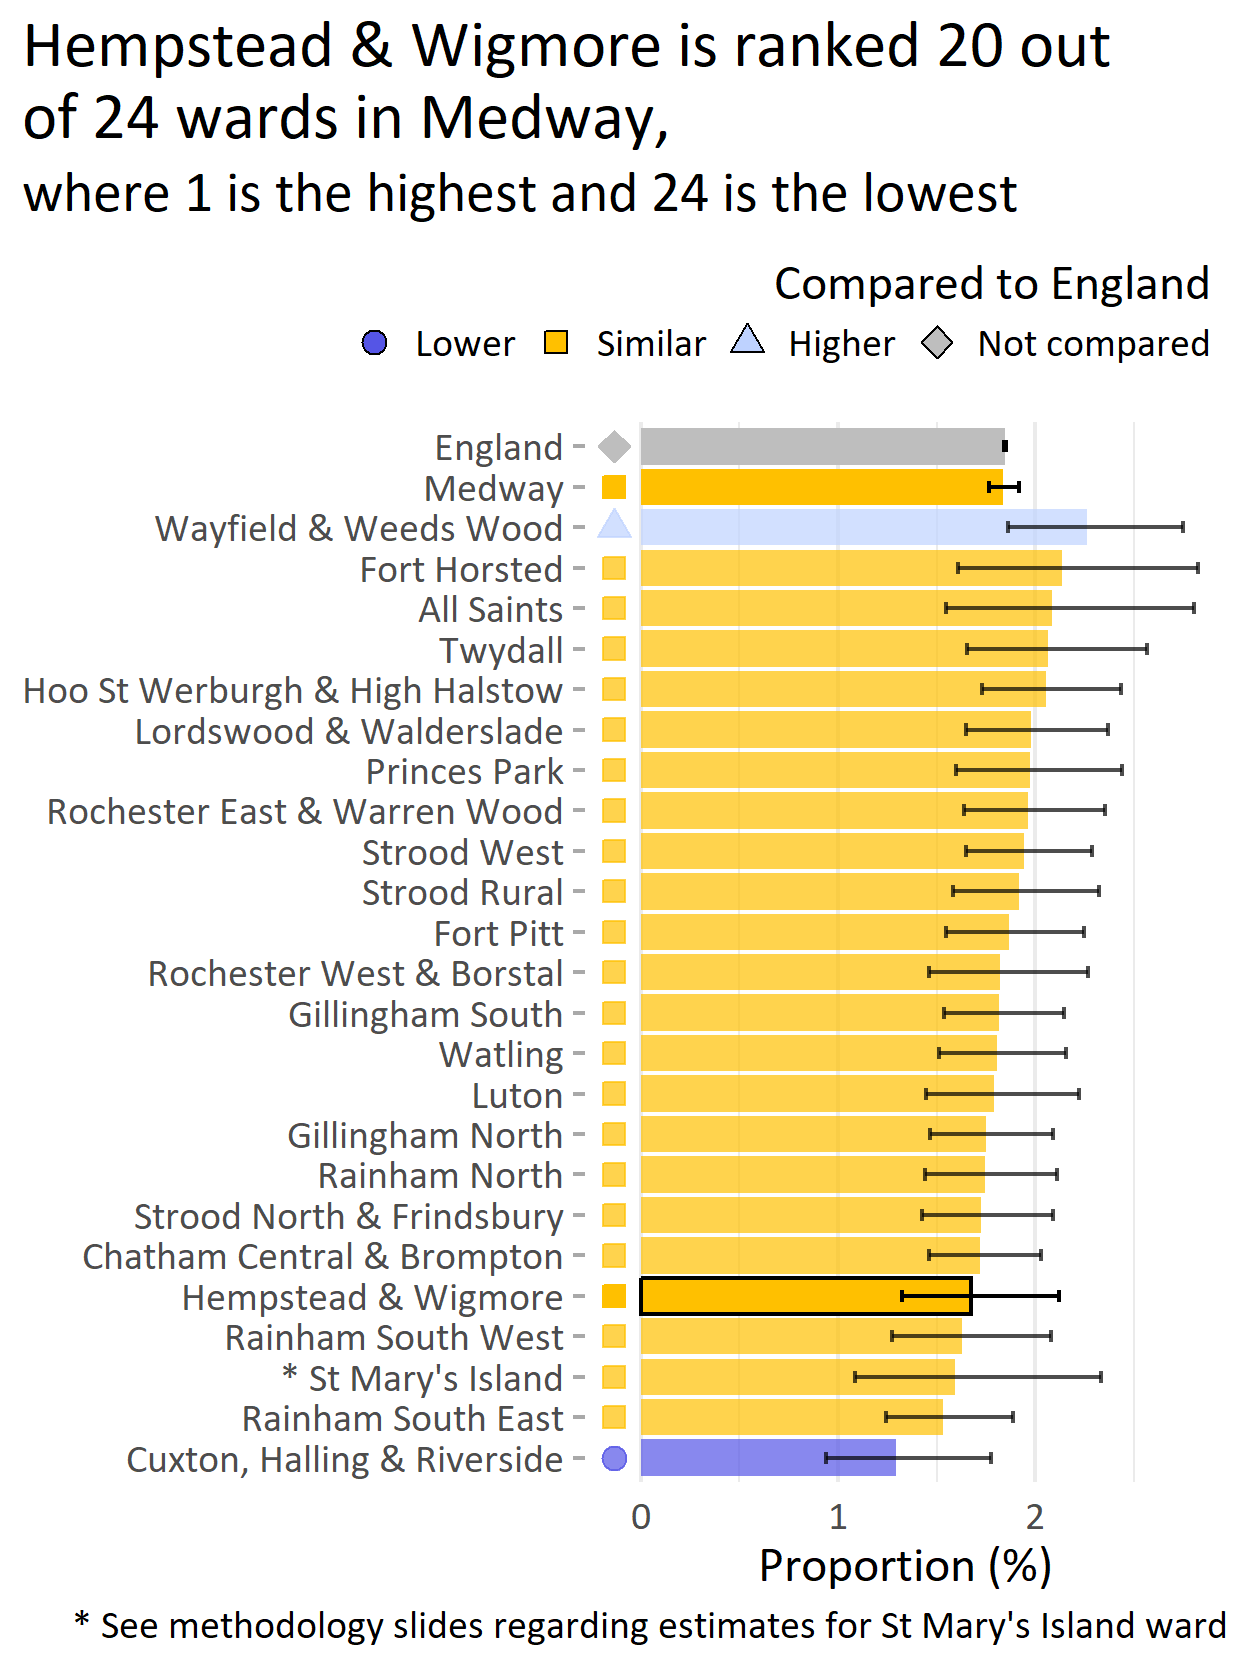 Hempstead & Wigmore is ranked 20 out
of 24 wards in Medway,
where 1 is the highest and 24 is the lowest
Compared to England
Lower Similar Higher Not compared
England
Medway
Wayfield & Weeds Wood
Fort Horsted
All Saints
Twydall
Hoo St Werburgh & High Halstow
Lordswood & Walderslade
Princes Park
Rochester East & Warren Wood
Strood West
Strood Rural
Fort Pitt
Rochester West & Borstal
Gillingham South
Watling
Luton
Gillingham North
Rainham North
Strood North & Frindsbury
Chatham Central & Brompton
Hempstead & Wigmore
Rainham South West
* St Mary's Island
Rainham South East
Cuxton, Halling & Riverside
0 1 2
Proportion (%)
* See methodology slides regarding estimates for St Mary's Island ward